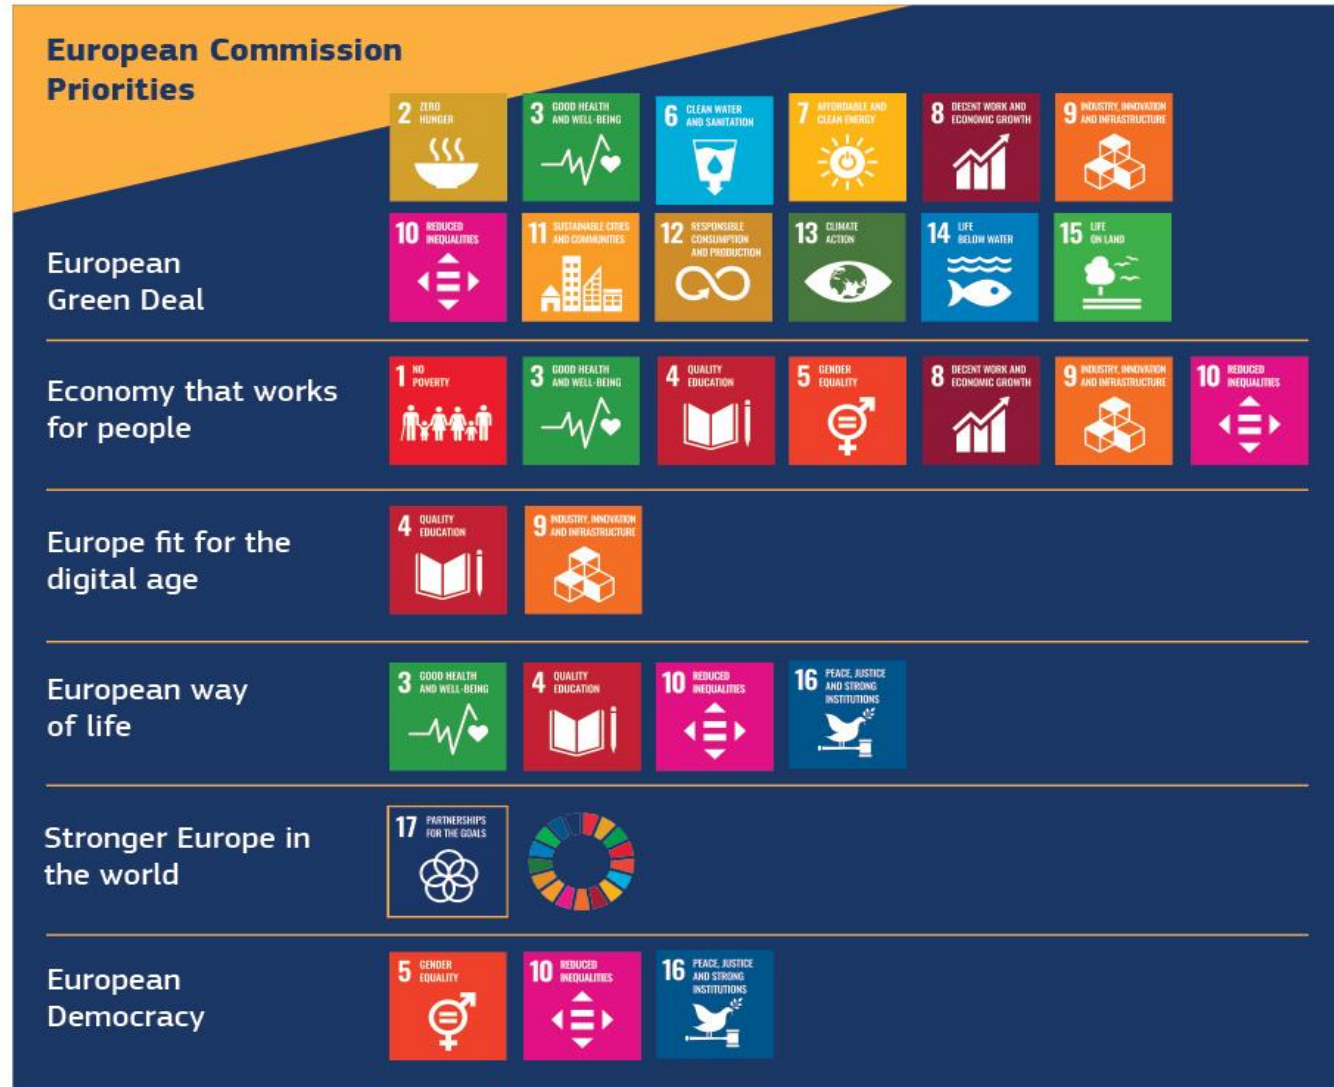 European Commission
Priorities
2 ZERO
HUNGER
3 GOOD HEALTH
AND WELL-BEING
6 CLEAN WATER
AND SANITATION
7 AFFORDABLE AND
CLEAN ENERGY
8 DECENT WORK AND
ECONOMIC GROWTH
9 INDUSTRY, INNOVATION
AND INFRASTRUCTURE
European
Green Deal
10 REDUCED
INEQUALITIES
11 SUSTAINABLE CITIES
AND COMMUNITIES
12 RESPONSIBLE
CONSUMPTION
AND PRODUCTION
13 CLIMATE
ACTION
14 LIFE
BELOW WATER
15 LIFE
ON LAND
Economy that works
for people
1 NO
POVERTY
3 GOOD HEALTH
AND WELL-BEING
4 QUALITY
EDUCATION
5 GENDER
EQUALITY
8 DECENT WORK AND
ECONOMIC GROWTH
9 INDUSTRY, INNOVATION
AND INFRASTRUCTURE
10 REDUCED
INEQUALITIES
Europe fit for the
digital age
4 QUALITY
EDUCATION
9 INDUSTRY, INNOVATION
AND INFRASTRUCTURE
European way
of life
3 GOOD HEALTH
AND WELL-BEING
4 QUALITY
EDUCATION
10 REDUCED
INEQUALITIES
16 PEACE, JUSTICE
AND STRONG
INSTITUTIONS
Stronger Europe in
the world
17 PARTNERSHIPS
FOR THE GOALS
European
Democracy
5 GENDER
EQUALITY
10 REDUCED
INEQUALITIES
16 PEACE, JUSTICE
AND STRONG
INSTITUTIONS